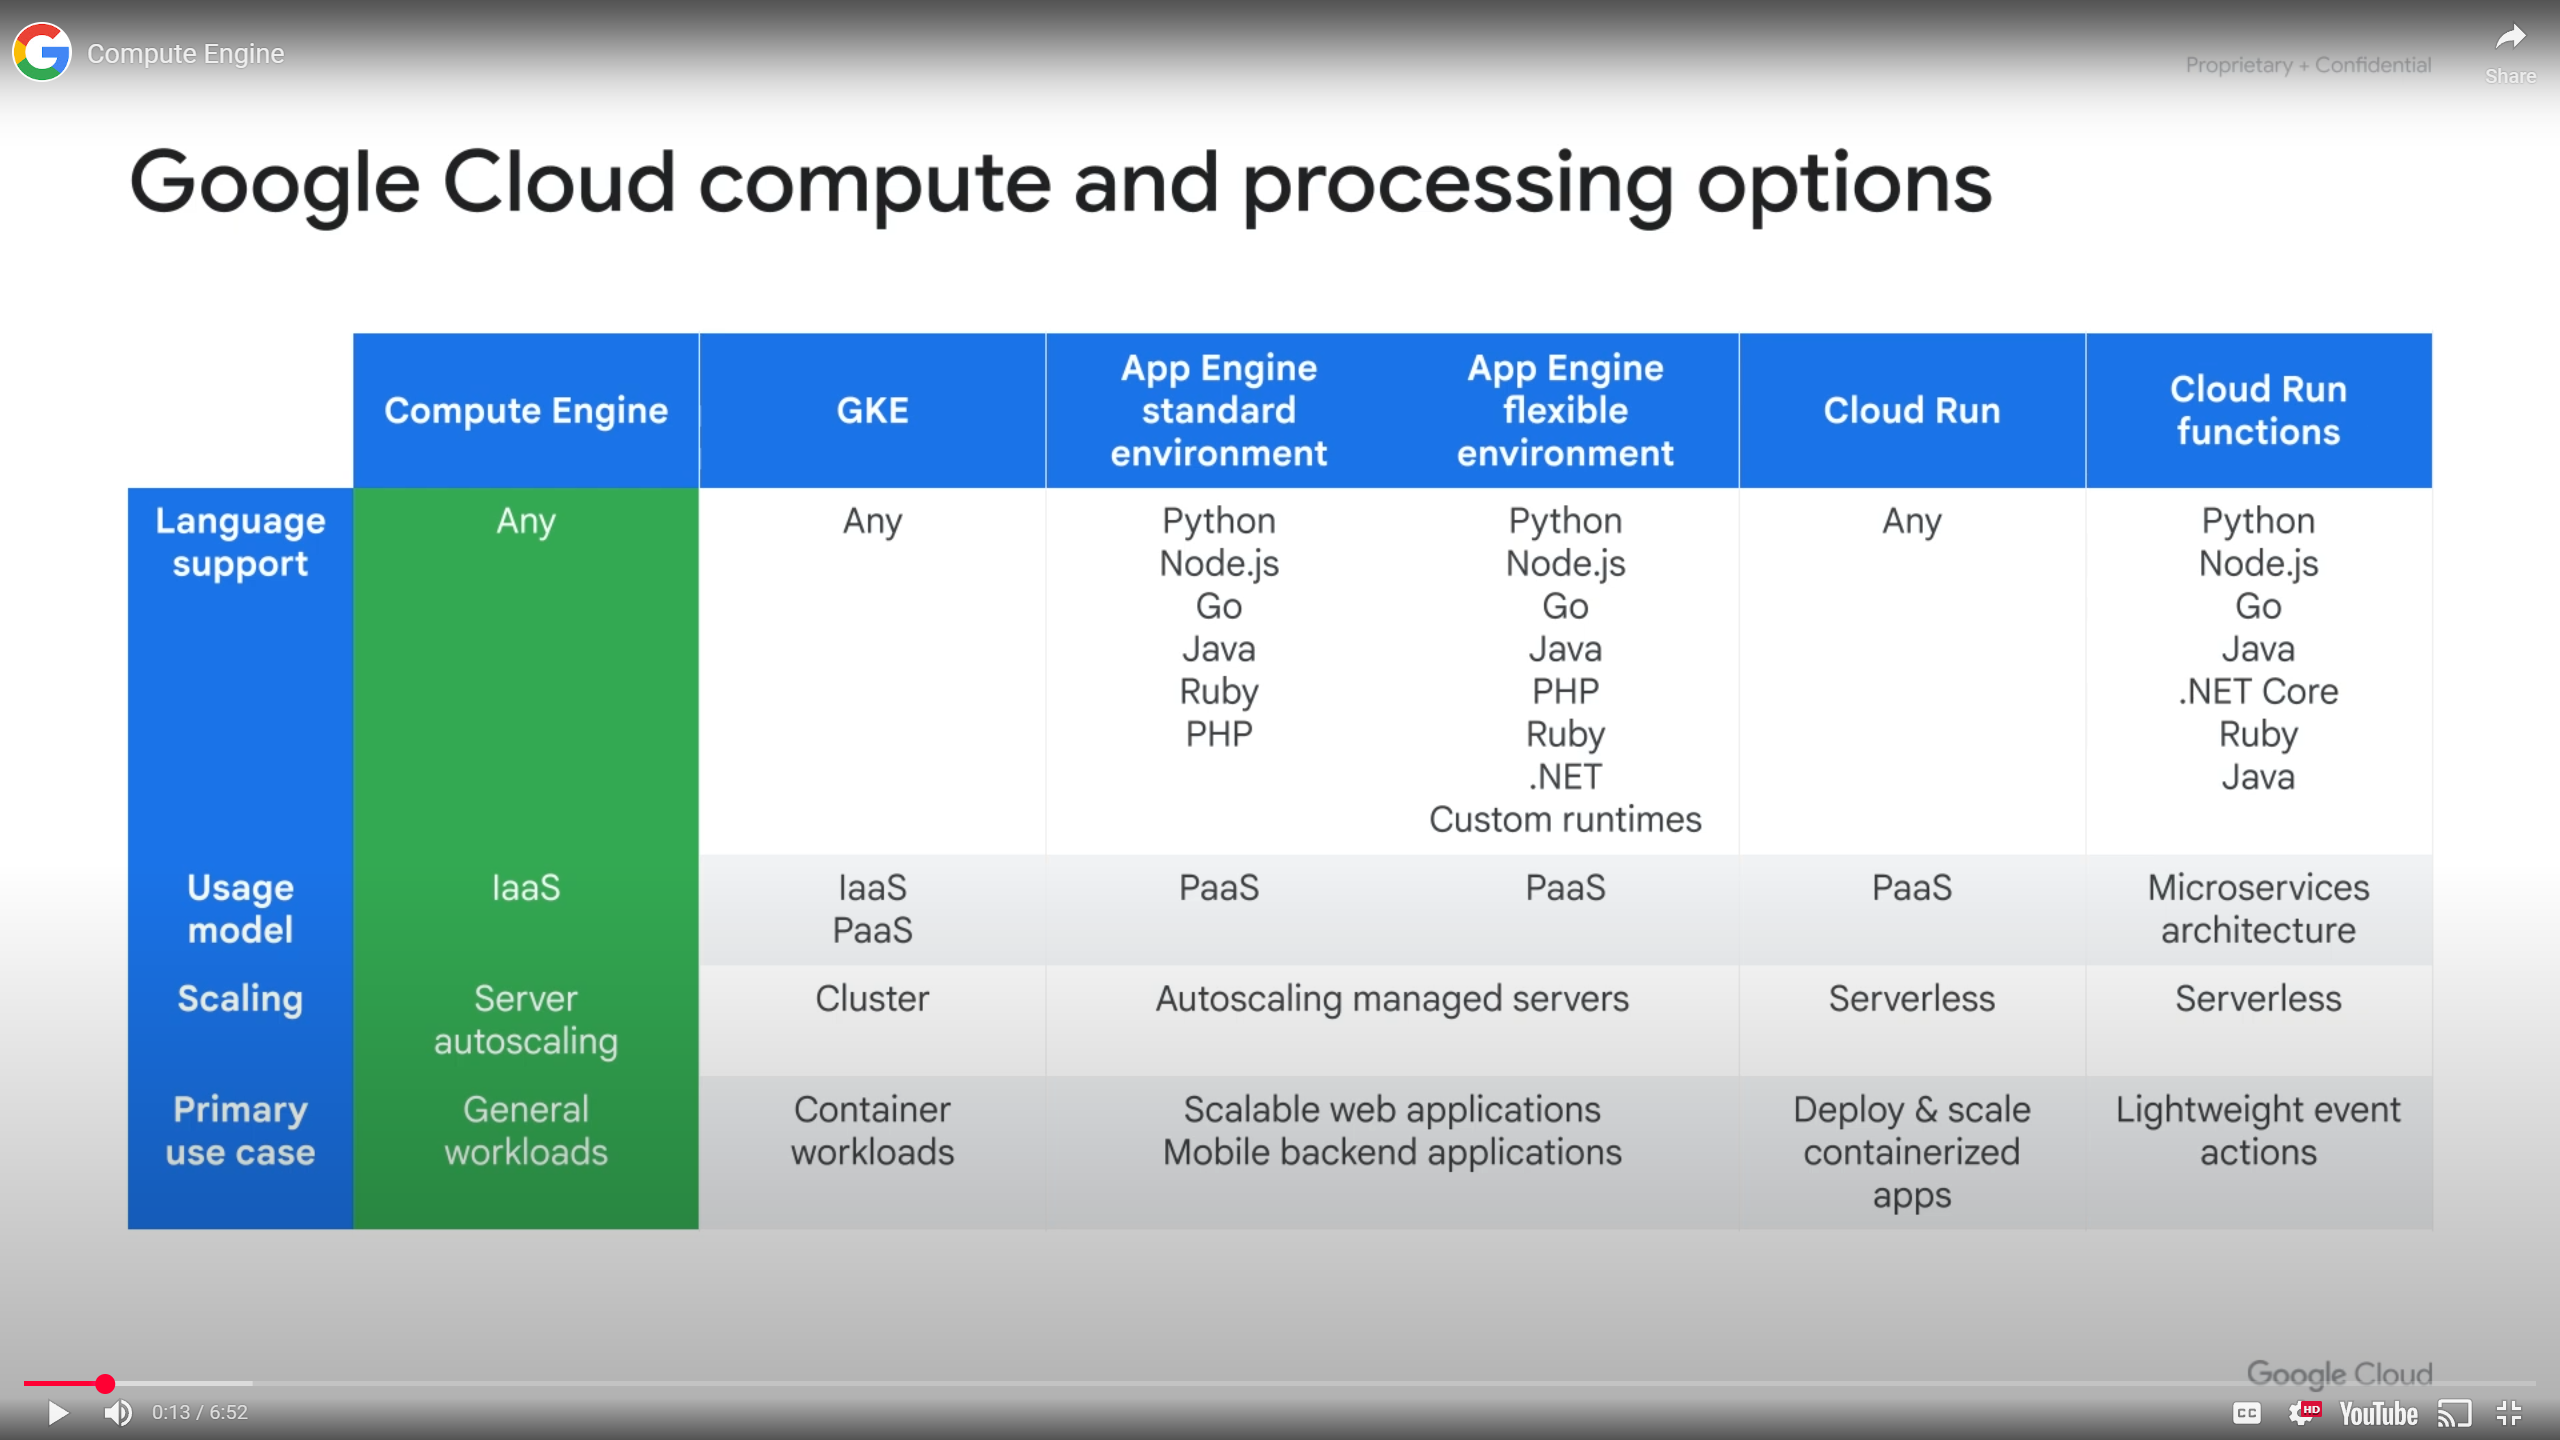 Compute Engine
Proprietary + Confidential
Share
Google Cloud compute and processing options
Compute Engine
GKE
App Engine
standard
environment
App Engine
flexible
environment
Cloud Run
Cloud Run
functions
Language
support
Any
Any
Python
Node.js
Go
Java
Ruby
PHP
Python
Node.js
Go
Java
PHP
Ruby
.NET
Custom runtimes
Any
Python
Node.js
Go
Java
.NET Core
Ruby
Java
Usage
model
IaaS
IaaS
PaaS
PaaS
PaaS
PaaS
Microservices
architecture
Scaling
Server
autoscaling
Cluster
Autoscaling managed servers
Serverless
Serverless
Primary
use case
General
workloads
Container
workloads
Scalable web applications
Mobile backend applications
Deploy & scale
containerized
apps
Lightweight event
actions
Google Cloud
0:13 / 6:52
CC
HD
YouTube